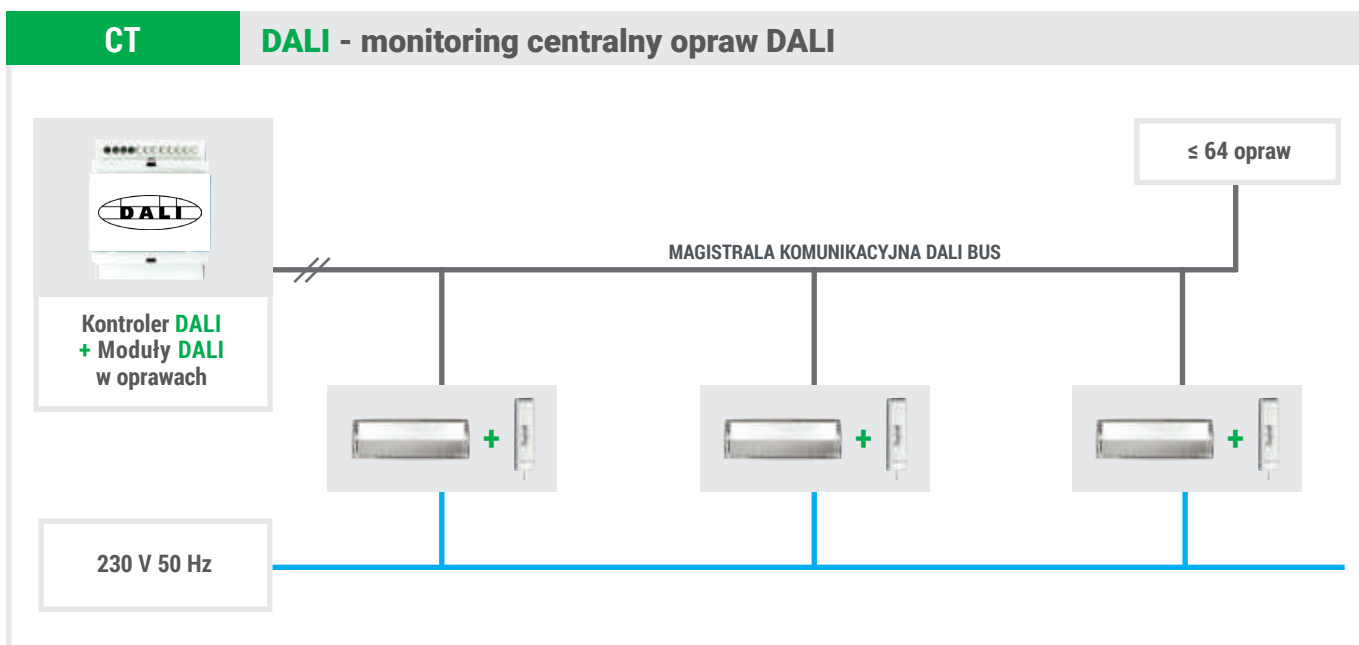 CT
DALI - monitoring centralny opraw DALI
DALI
≤ 64 opraw
MAGISTRALA KOMUNIKACYJNA DALI BUS
Kontroler DALI
+ Moduły DALI
w oprawach
+
+
+
230 V 50 Hz